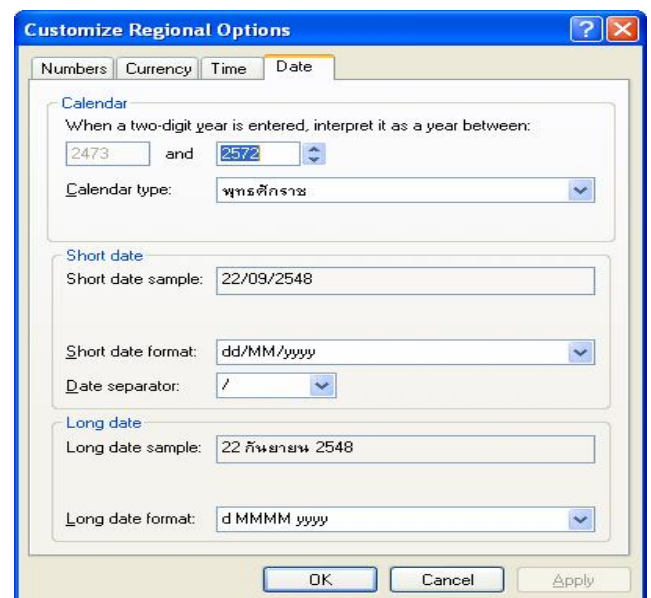 Customize Regional Options
Numbers Currency Time Date
Calendar
When a two-digit year is entered, interpret it as a year between:
2473 and 2572
Calendar type: พุทธศักราช
Short date
Short date sample: 22/09/2548
Short date format: dd/MM/yyyy
Date separator: /
Long date
Long date sample: 22 กันยายน 2548
Long date format: d MMMM yyyy
OK Cancel Apply